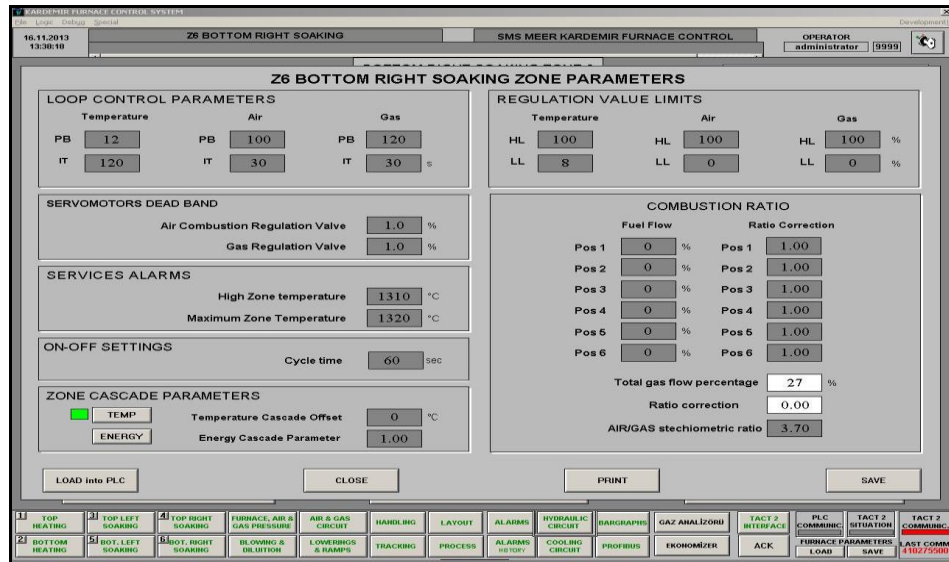 KARDEMIR FURNACE CONTROL SYSTEM
File Logic Debug Special Development
16.11.2013
13:38:18
Z6 BOTTOM RIGHT SOAKING
SMS MEER KARDEMIR FURNACE CONTROL
OPERATOR
administrator 9999
Z6 BOTTOM RIGHT SOAKING ZONE PARAMETERS
LOOP CONTROL PARAMETERS
Temperature Air Gas
PB 12 PB 100 PB 120
IT 120 IT 30 IT 30 s
REGULATION VALUE LIMITS
Temperature Air Gas
HL 100 HL 100 HL 100 %
LL 8 LL 0 LL 0 %
SERVOMOTORS DEAD BAND
Air Combustion Regulation Valve 1.0 %
Gas Regulation Valve 1.0 %
SERVICES ALARMS
High Zone temperature 1310 °C
Maximum Zone Temperature 1320 °C
ON-OFF SETTINGS
Cycle time 60 sec
ZONE CASCADE PARAMETERS
TEMP Temperature Cascade Offset 0 °C
ENERGY Energy Cascade Parameter 1.00
COMBUSTION RATIO
Fuel Flow Ratio Correction
Pos 1 0 % Pos 1 1.00
Pos 2 0 % Pos 2 1.00
Pos 3 0 % Pos 3 1.00
Pos 4 0 % Pos 4 1.00
Pos 5 0 % Pos 5 1.00
Pos 6 0 % Pos 6 1.00
Total gas flow percentage 27 %
Ratio correction 0.00
AIR/GAS stechiometric ratio 3.70
LOAD into PLC CLOSE PRINT SAVE
1 TOP HEATING
3 TOP LEFT SOAKING
4 TOP RIGHT SOAKING
FURNACE, AIR & GAS PRESSURE
AIR & GAS CIRCUIT
HANDLING
LAYOUT
ALARMS
HYDRAULIC CIRCUIT
BARGRAPHS
GAZ ANALİZÖRÜ
TACT 2 INTERFACE
PLC COMMUNIC.
TACT 2 SITUATION
TACT 2 COMMUNIC.
2 BOTTOM HEATING
5 BOT. LEFT SOAKING
6 BOT. RIGHT SOAKING
BLOWING & DILUITION
LOWERINGS & RAMPS
TRACKING
PROCESS
ALARMS HISTORY
COOLING CIRCUIT
PROFIBUS
EKONOMİZER
ACK
FURNACE PARAMETERS
LOAD SAVE
LAST COMM
410275500